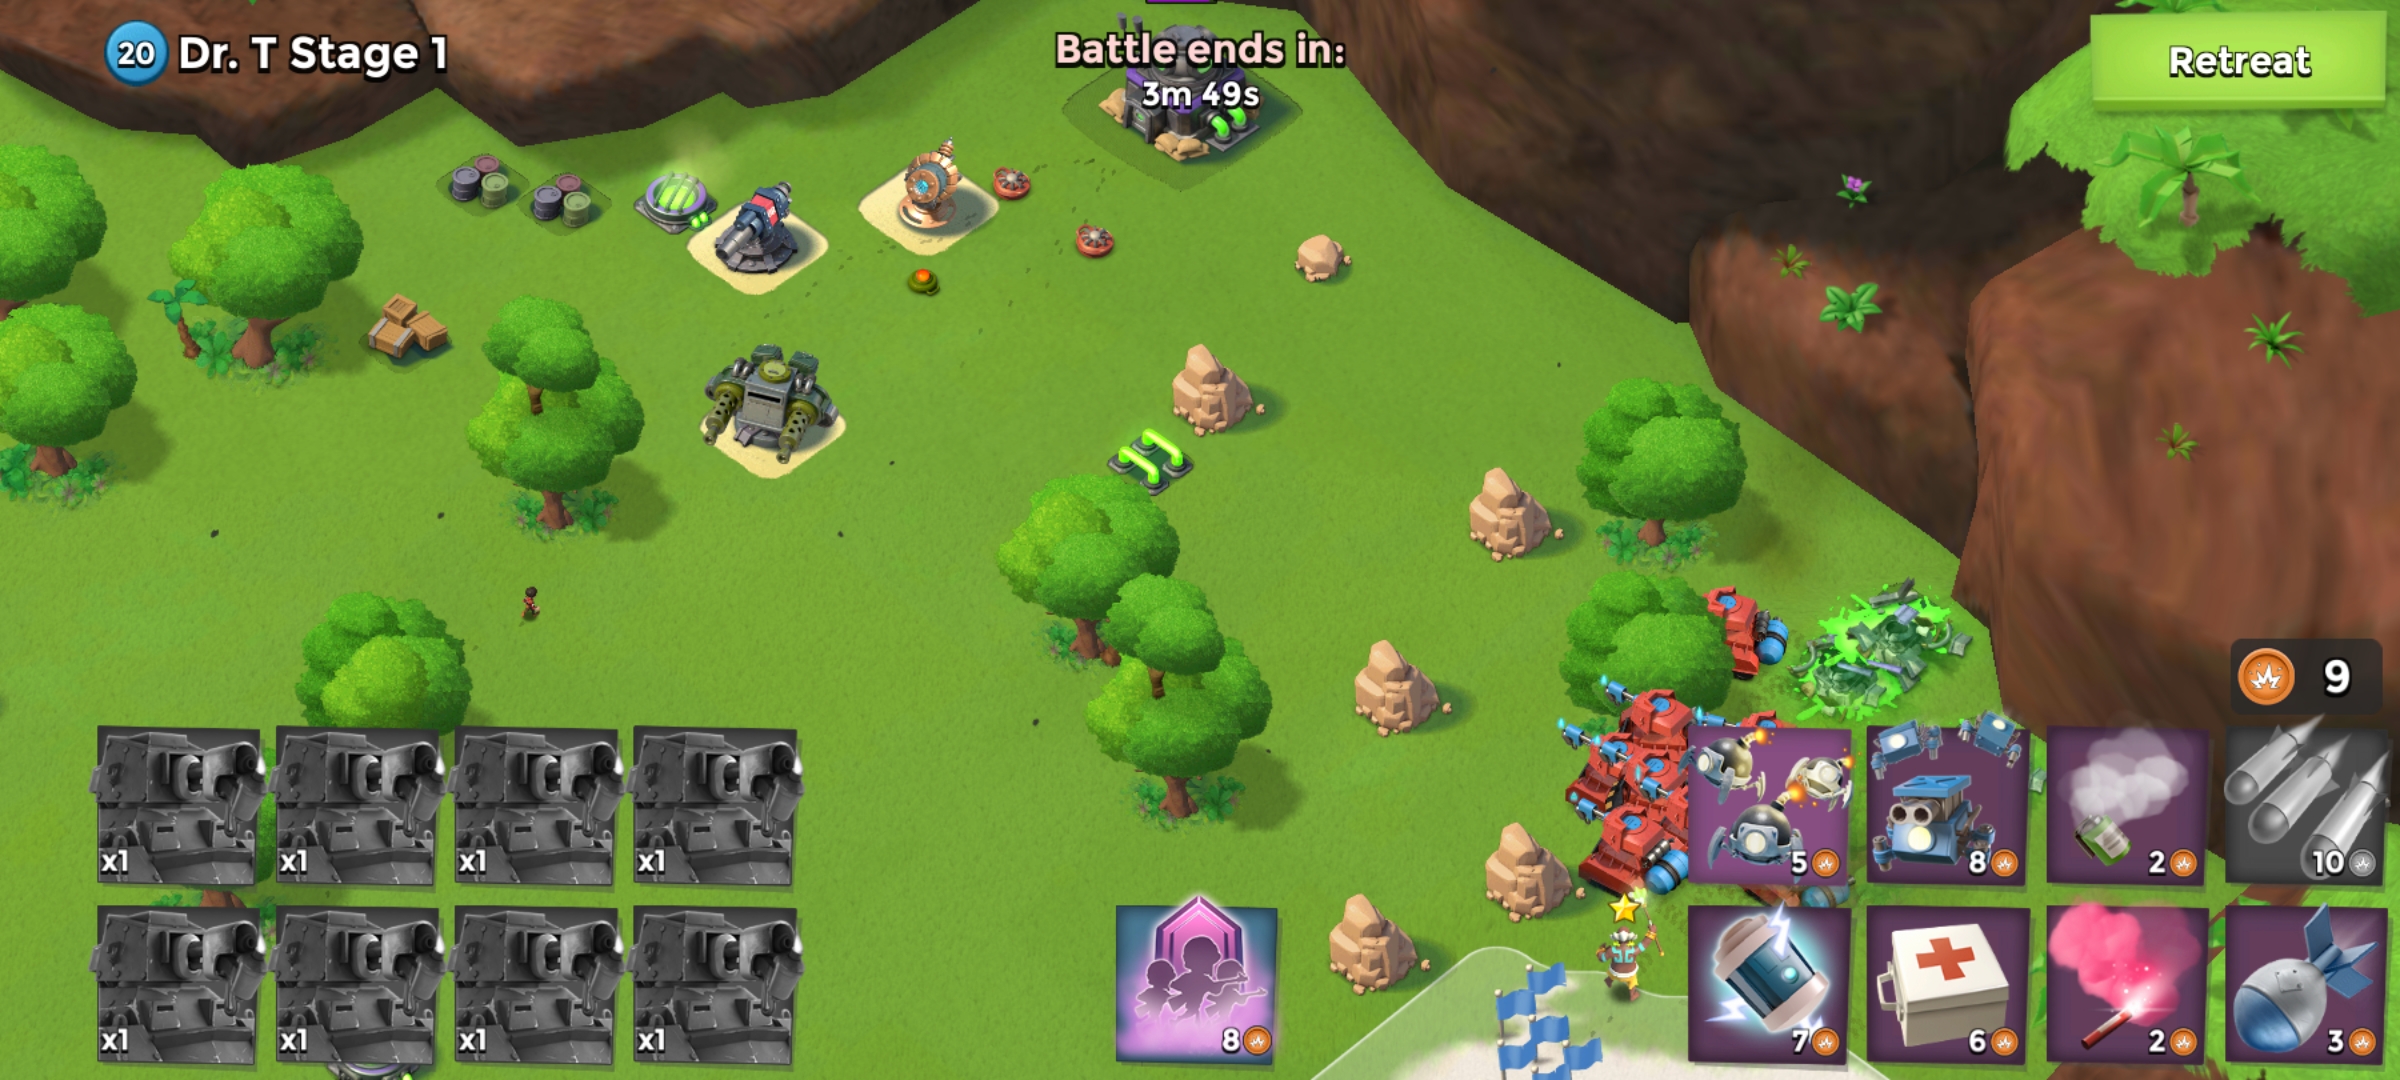 20 Dr. T Stage 1
Battle ends in:
3m 49s
Retreat
9
x1 x1 x1 x1
5 8 2 10
x1 x1 x1 x1
8
7 6 2 3